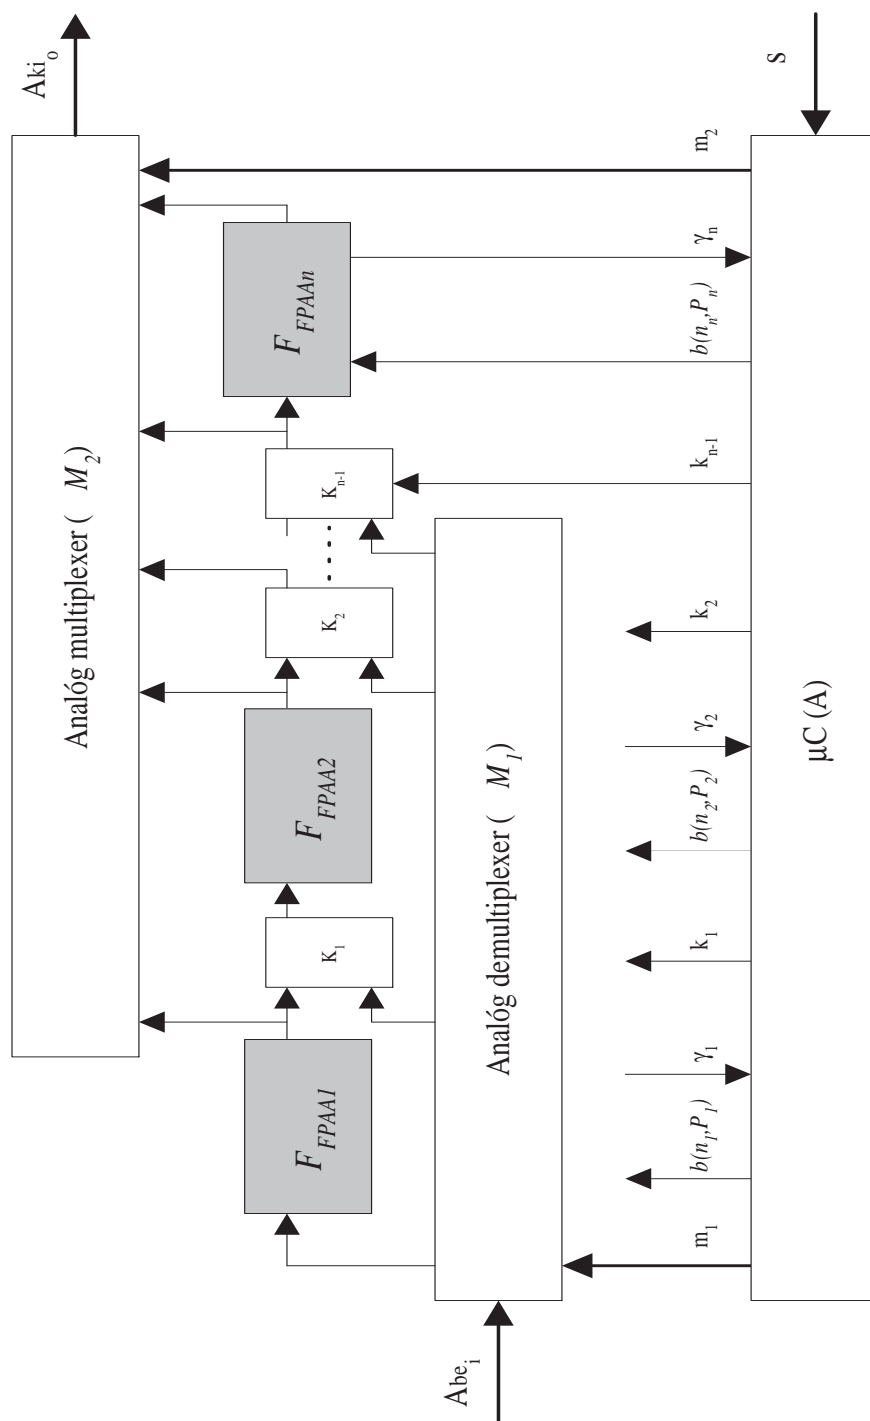 Aki_o
Analóg multiplexer ( M_2)
F_FPAA1
K_1
F_FPAA2
K_2
.....
K_n-1
F_FPAAn
Abe_i
Analóg demultiplexer ( M_1)
m_1
b(n_1,P_1)
γ_1
k_1
b(n_2,P_2)
γ_2
k_2
k_n-1
b(n_n,P_n)
γ_n
m_2
μC (A)
s